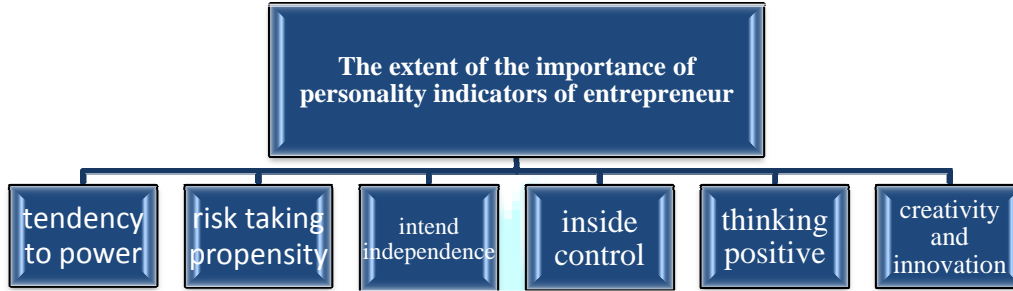 The extent of the importance of
personality indicators of entrepreneur
tendency
to power
risk taking
propensity
intend
independence
inside
control
thinking
positive
creativity
and
innovation